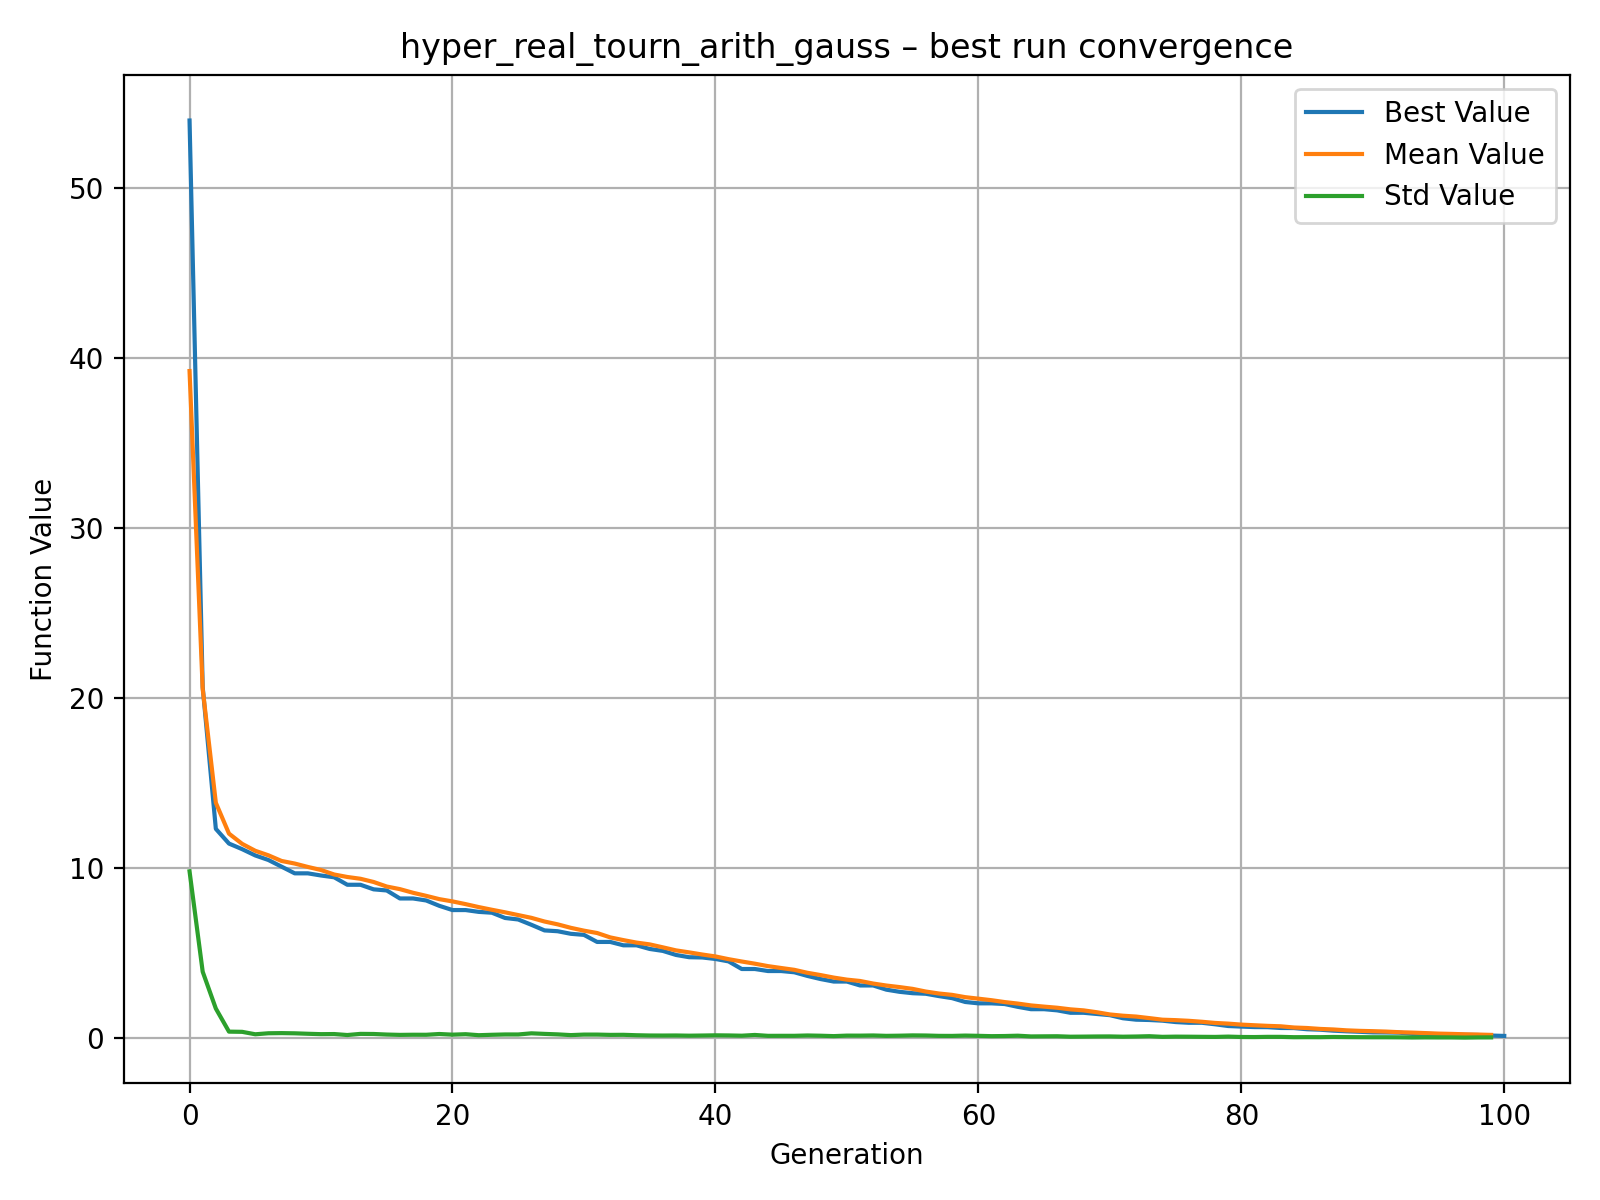 hyper_real_tourn_arith_gauss – best run convergence
Best Value
Mean Value
Std Value
Function Value
50
40
30
20
10
0
0 20 40 60 80 100
Generation